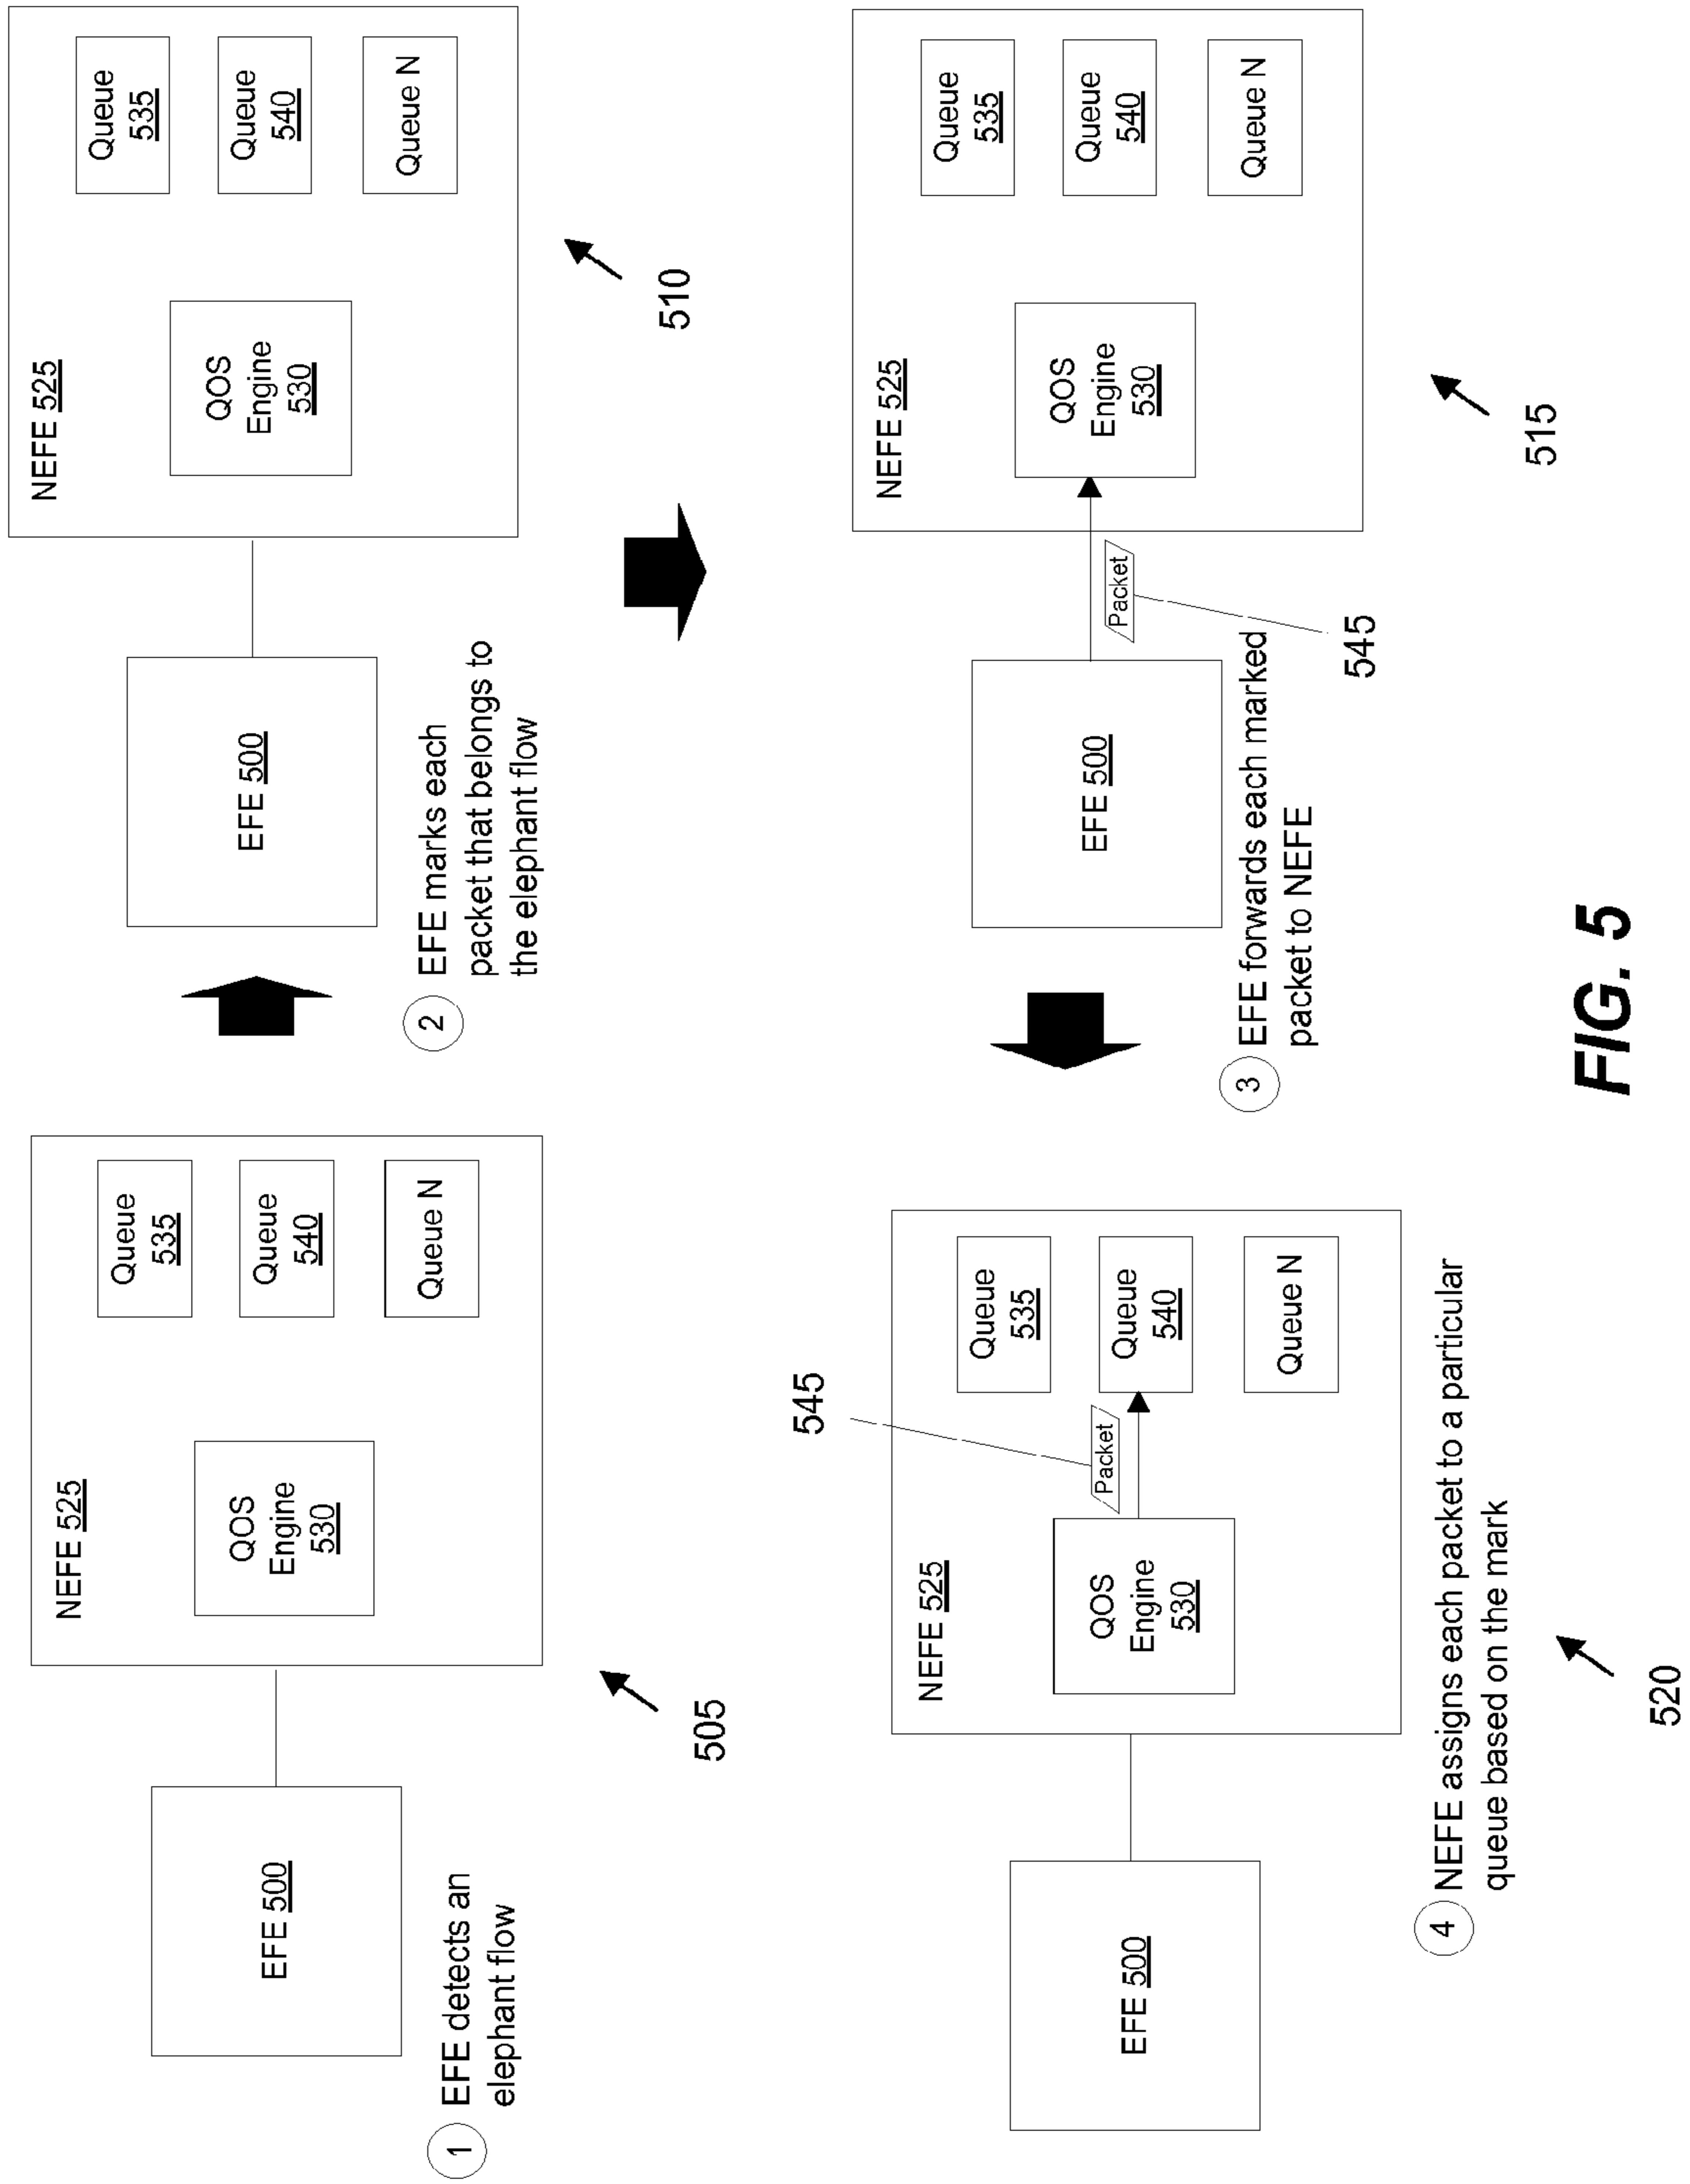 NEFE 525
QOS
Engine
530
Queue
535
Queue
540
Queue N
EFE 500
1
EFE detects an
elephant flow
505
NEFE 525
QOS
Engine
530
Queue
535
Queue
540
Queue N
EFE 500
2
EFE marks each
packet that belongs to
the elephant flow
510
NEFE 525
QOS
Engine
530
Queue
535
Queue
540
Queue N
EFE 500
Packet
545
3
EFE forwards each marked
packet to NEFE
515
545
NEFE 525
QOS
Engine
530
Packet
Queue
535
Queue
540
Queue N
EFE 500
4
NEFE assigns each packet to a particular
queue based on the mark
520
FIG. 5